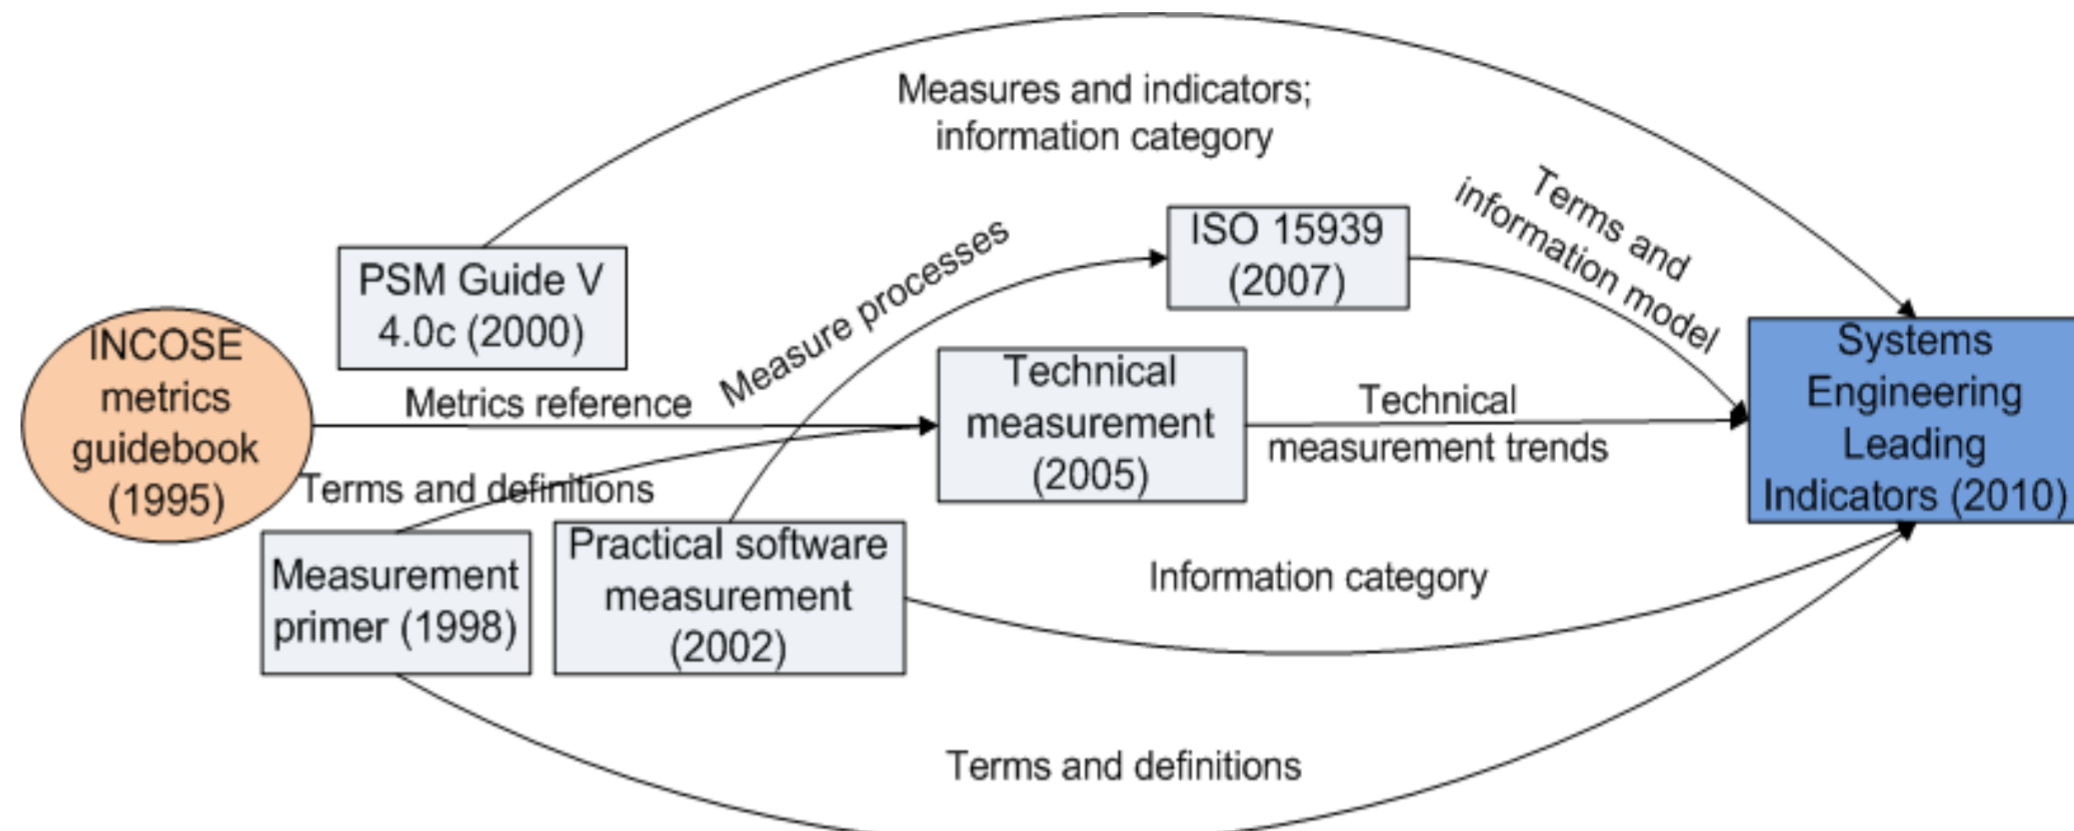 Measures and indicators;
information category
Terms and
information model
Measure processes
ISO 15939
(2007)
PSM Guide V
4.0c (2000)
INCOSE
metrics
guidebook
(1995)
Metrics reference
Technical
measurement
(2005)
Technical
measurement trends
Systems
Engineering
Leading
Indicators (2010)
Terms and definitions
Measurement
primer (1998)
Practical software
measurement
(2002)
Information category
Terms and definitions